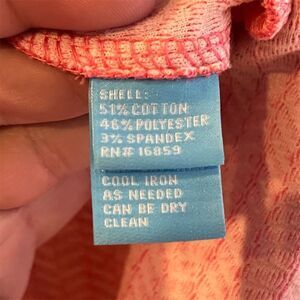 SHELL:
51% COTTON
46% POLYESTER
3% SPANDEX
RN# 16859
COOL IRON
AS NEEDED
CAN BE DRY
CLEAN